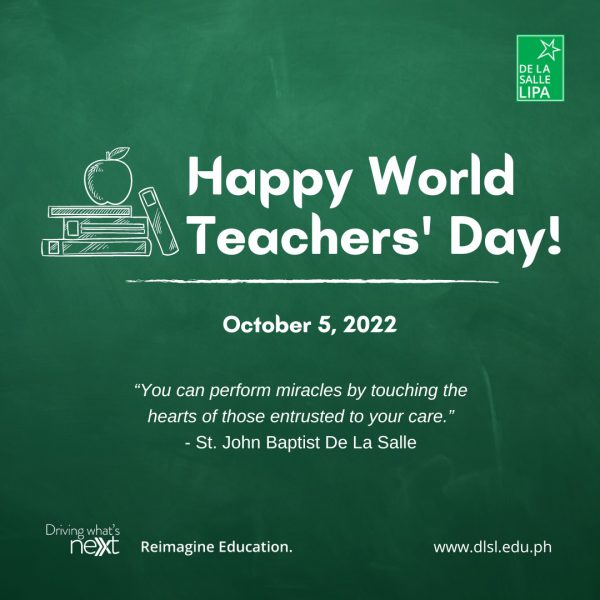 DE LA
SALLE
LIPA
Happy World
Teachers' Day!
October 5, 2022
“You can perform miracles by touching the
hearts of those entrusted to your care.”
- St. John Baptist De La Salle
Driving what's
next
Reimagine Education.
www.dlsl.edu.ph